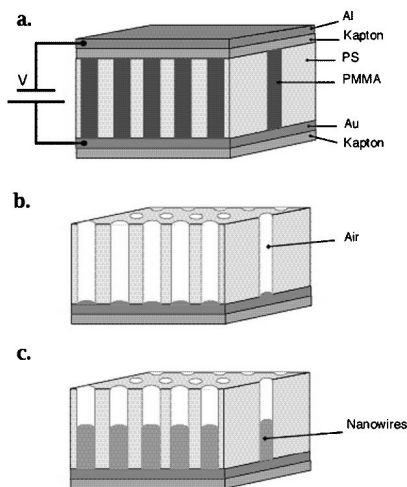 a.
Al
Kapton
PS
PMMA
V
Au
Kapton
b.
Air
c.
Nanowires